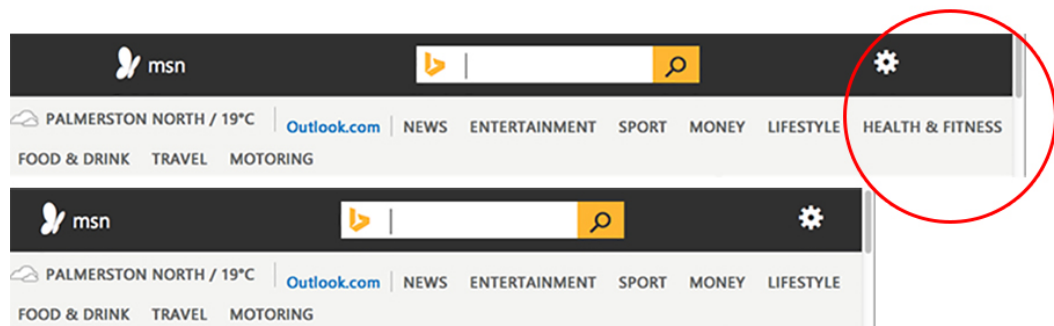 msn
PALMERSTON NORTH / 19°C Outlook.com NEWS ENTERTAINMENT SPORT MONEY LIFESTYLE HEALTH & FITNESS
FOOD & DRINK TRAVEL MOTORING
msn
PALMERSTON NORTH / 19°C Outlook.com NEWS ENTERTAINMENT SPORT MONEY LIFESTYLE
FOOD & DRINK TRAVEL MOTORING